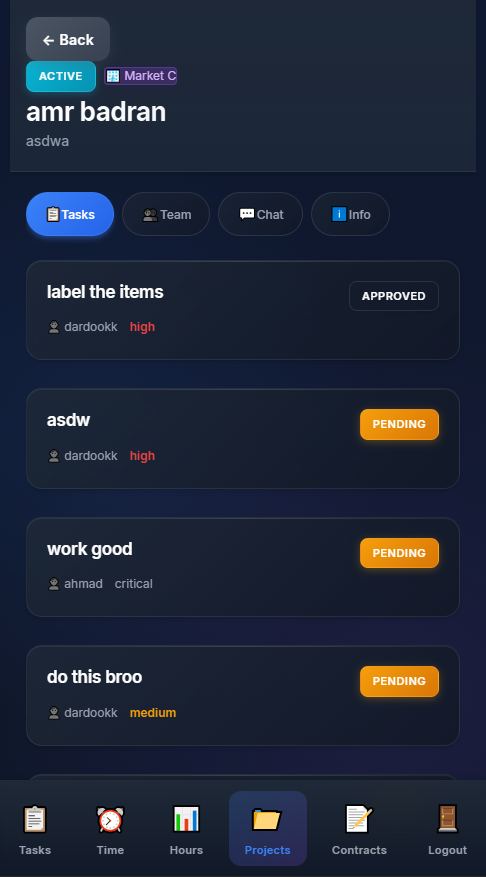 ← Back
ACTIVE
Market C
amr badran
asdwa
Tasks
Team
Chat
Info
label the items
APPROVED
dardookk high
asdw
PENDING
dardookk high
work good
PENDING
ahmad critical
do this broo
PENDING
dardookk medium
Tasks
Time
Hours
Projects
Contracts
Logout